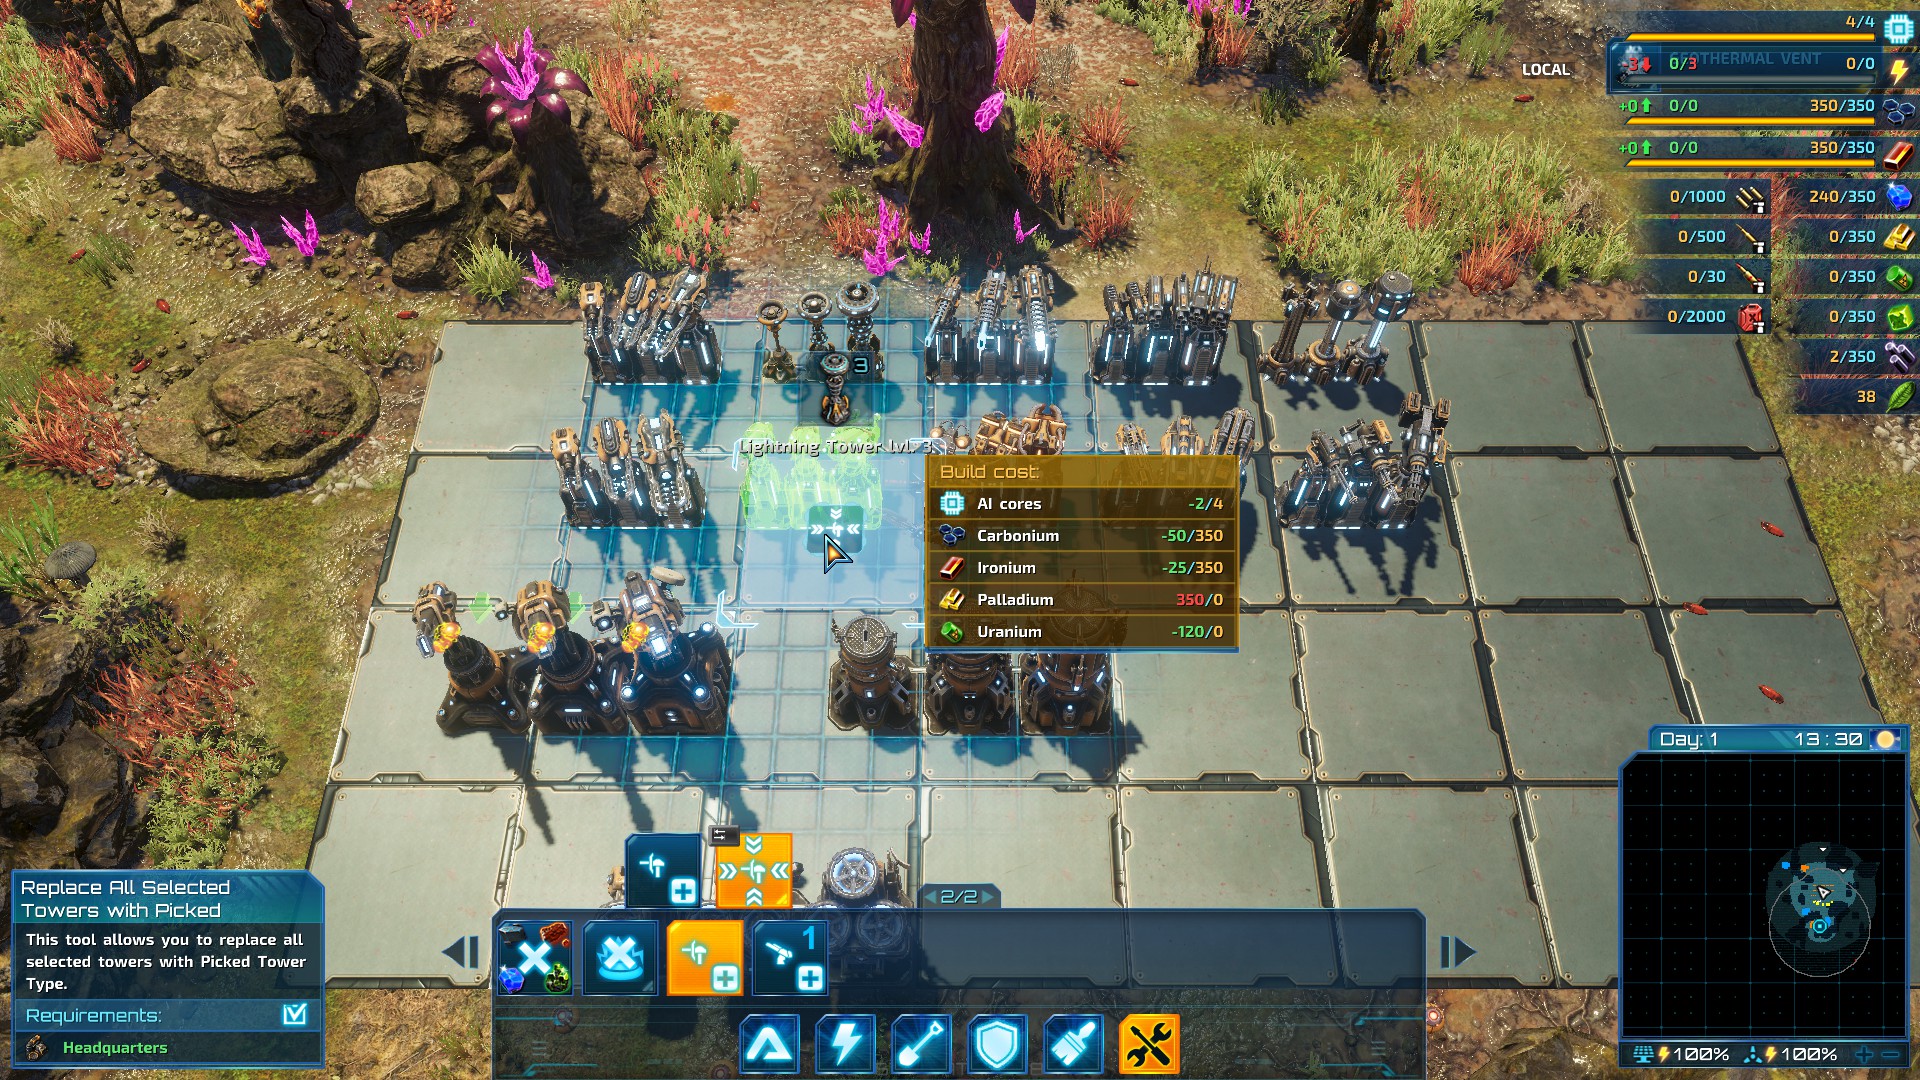 4/4
LOCAL
GEOTHERMAL VENT
3 0/3 0/0
+0 0/0 350/350
+0 0/0 350/350
0/1000 240/350
0/500 0/350
0/30 0/350
0/2000 0/350
2/350
38
3
Lightning Tower lvl. 3
Build cost:
AI cores -2/4
Carbonium -50/350
Ironium -25/350
Palladium 350/0
Uranium -120/0
Day: 1 13:30
2/2
1
Replace All Selected
Towers with Picked
This tool allows you to replace all
selected towers with Picked Tower
Type.
Requirements:
Headquarters
100% 100%